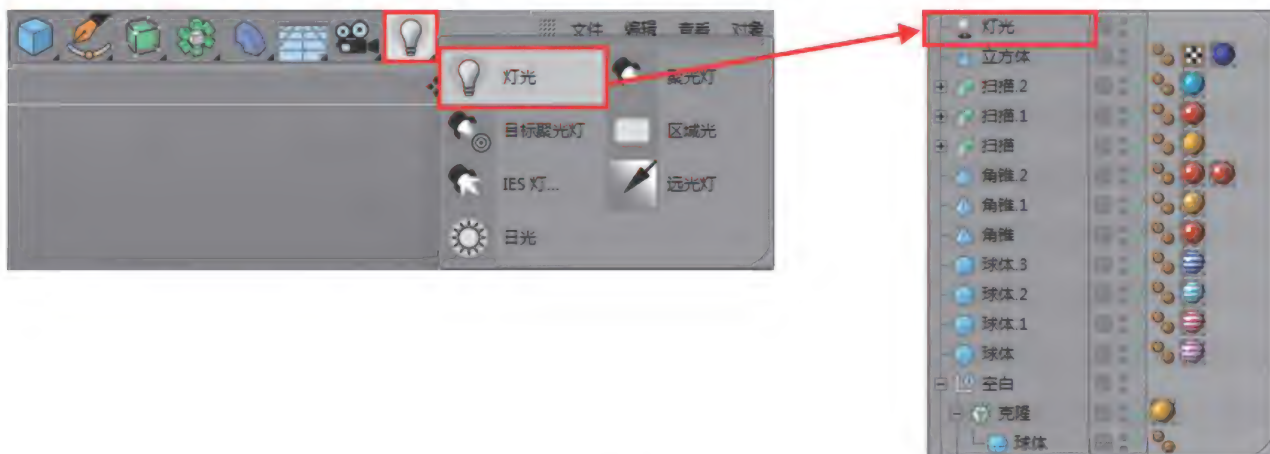 文件 编辑 查看 对象
灯光 聚光灯
目标聚光灯 区域光
IES 灯... 远光灯
日光
灯光
立方体
扫描.2
扫描.1
扫描
角锥.2
角锥.1
角锥
球体.3
球体.2
球体.1
球体
空白
克隆
球体